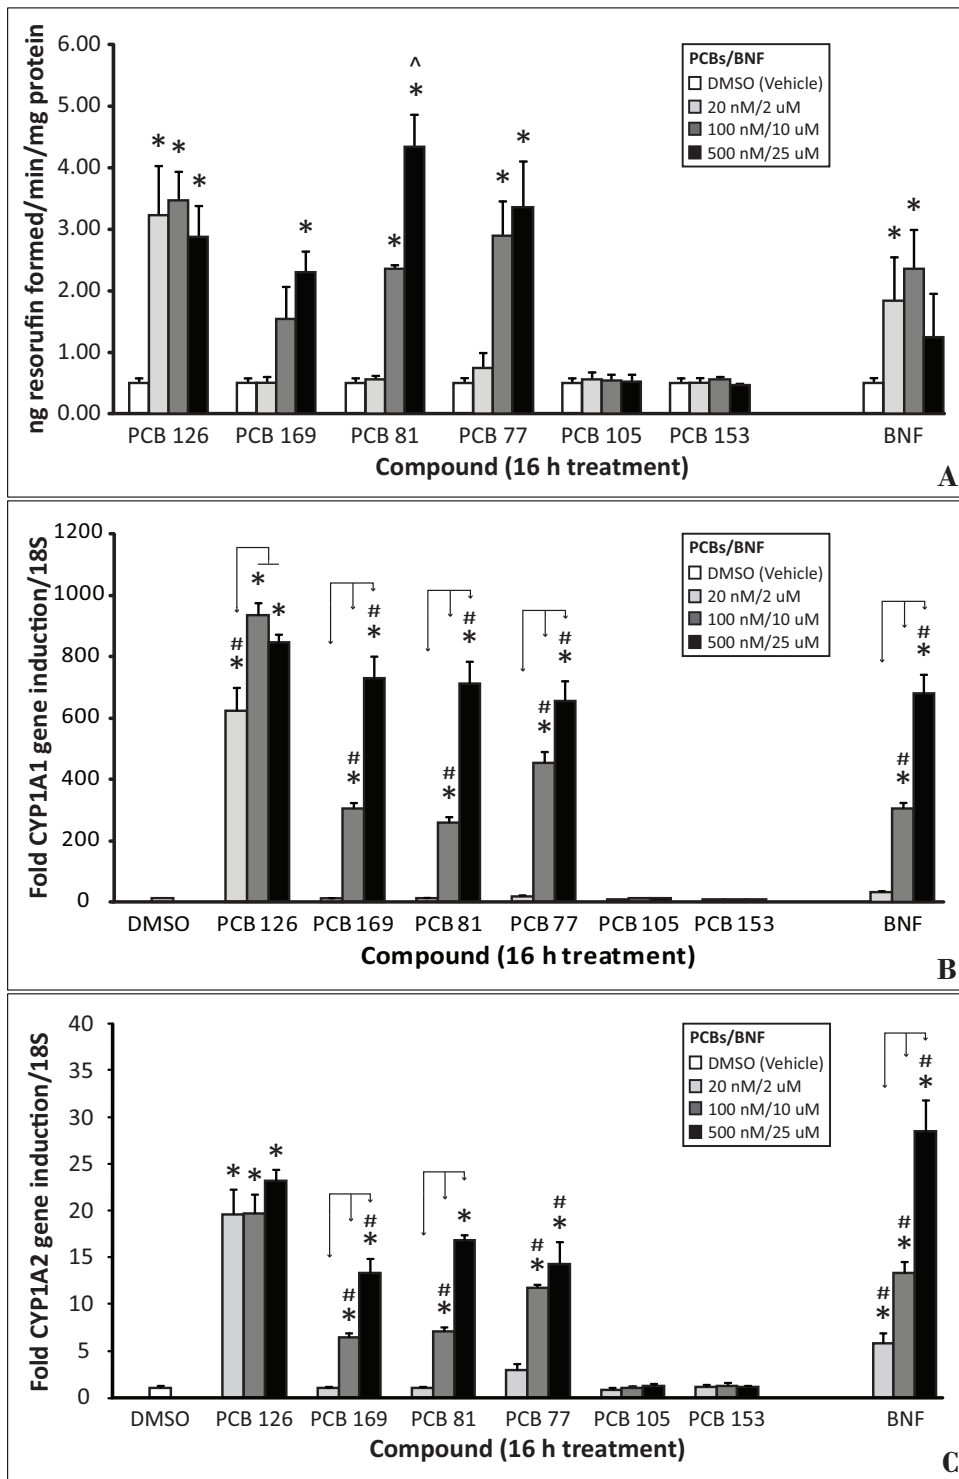 ng resorufin formed/min/mg protein
6.00
5.00
4.00
3.00
2.00
1.00
0.00
^
*
* * *
*
* *
* *
* *
PCBs/BNF
DMSO (Vehicle)
20 nM/2 uM
100 nM/10 uM
500 nM/25 uM
PCB 126 PCB 169 PCB 81 PCB 77 PCB 105 PCB 153 BNF
Compound (16 h treatment)
A
Fold CYP1A1 gene induction/18S
1200
1000
800
600
400
200
0
# * * *
# * # *
# * # *
# * # *
# * # *
PCBs/BNF
DMSO (Vehicle)
20 nM/2 uM
100 nM/10 uM
500 nM/25 uM
DMSO PCB 126 PCB 169 PCB 81 PCB 77 PCB 105 PCB 153 BNF
Compound (16 h treatment)
B
Fold CYP1A2 gene induction/18S
40
35
30
25
20
15
10
5
0
* * *
# * # *
# * *
# * # *
# * # * # *
PCBs/BNF
DMSO (Vehicle)
20 nM/2 uM
100 nM/10 uM
500 nM/25 uM
DMSO PCB 126 PCB 169 PCB 81 PCB 77 PCB 105 PCB 153 BNF
Compound (16 h treatment)
C